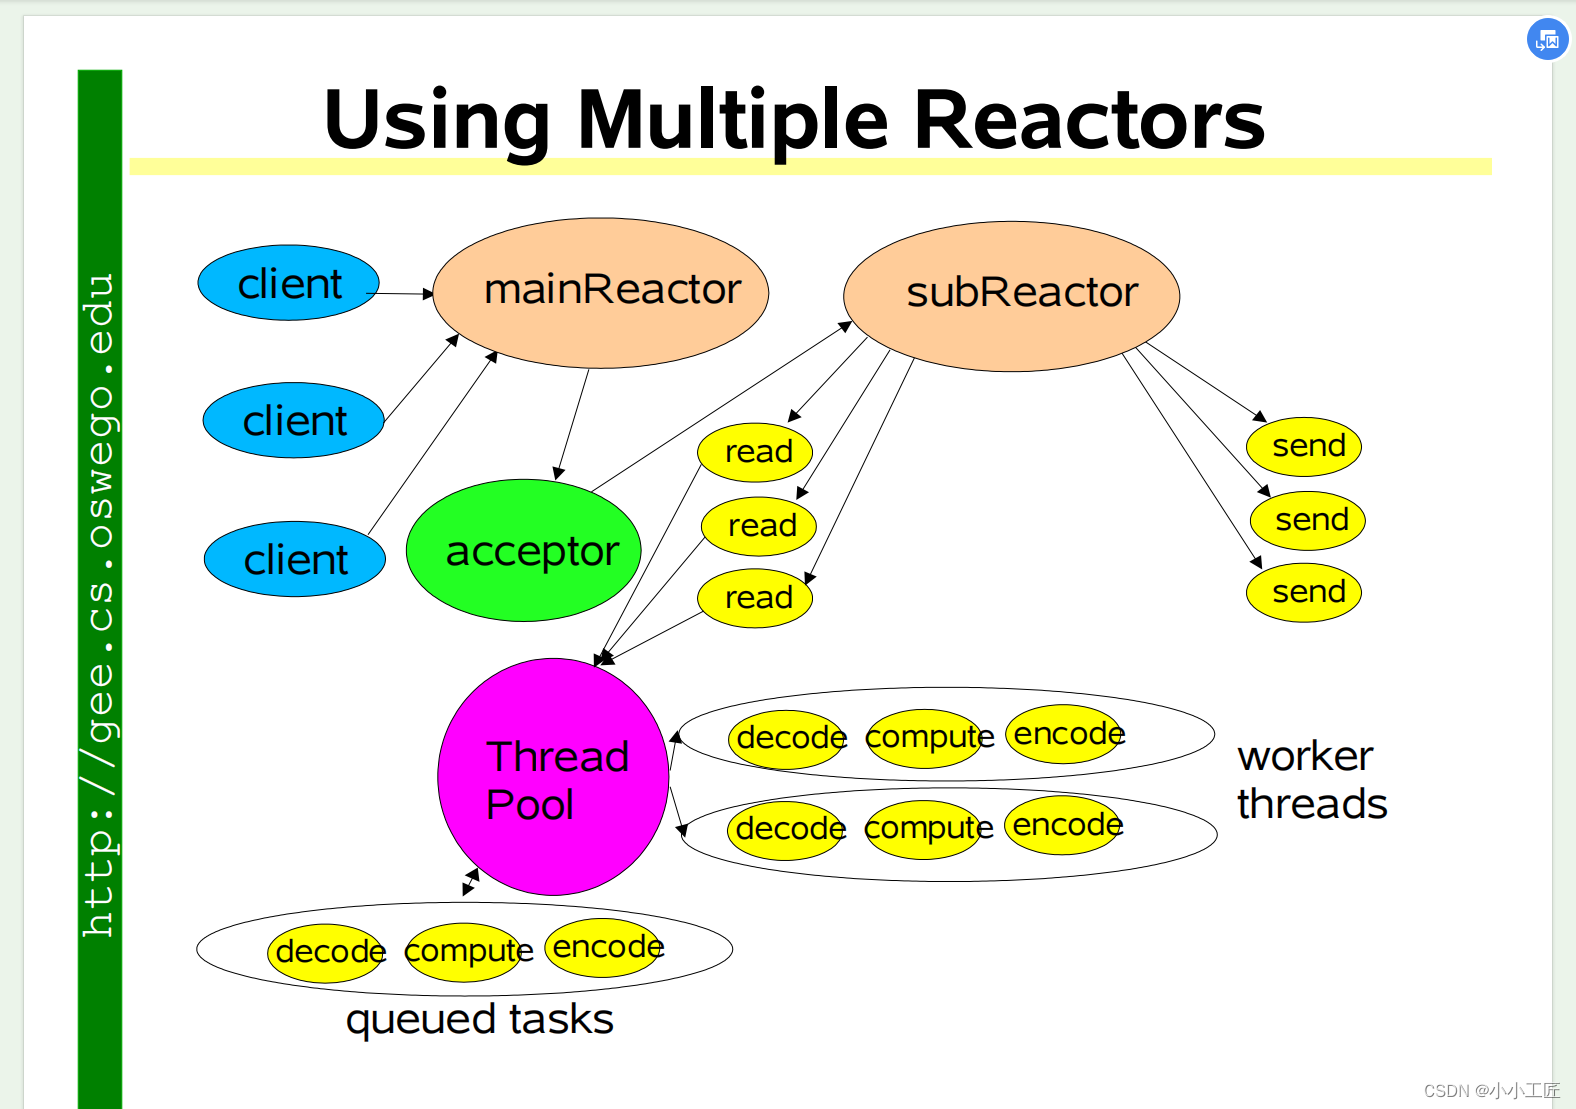 Using Multiple Reactors
http://gee.cs.oswego.edu
client
mainReactor
subReactor
client
client
acceptor
read
read
read
send
send
send
Thread
Pool
decode compute encode
decode compute encode
worker
threads
decode compute encode
queued tasks
CSDN @小小工匠